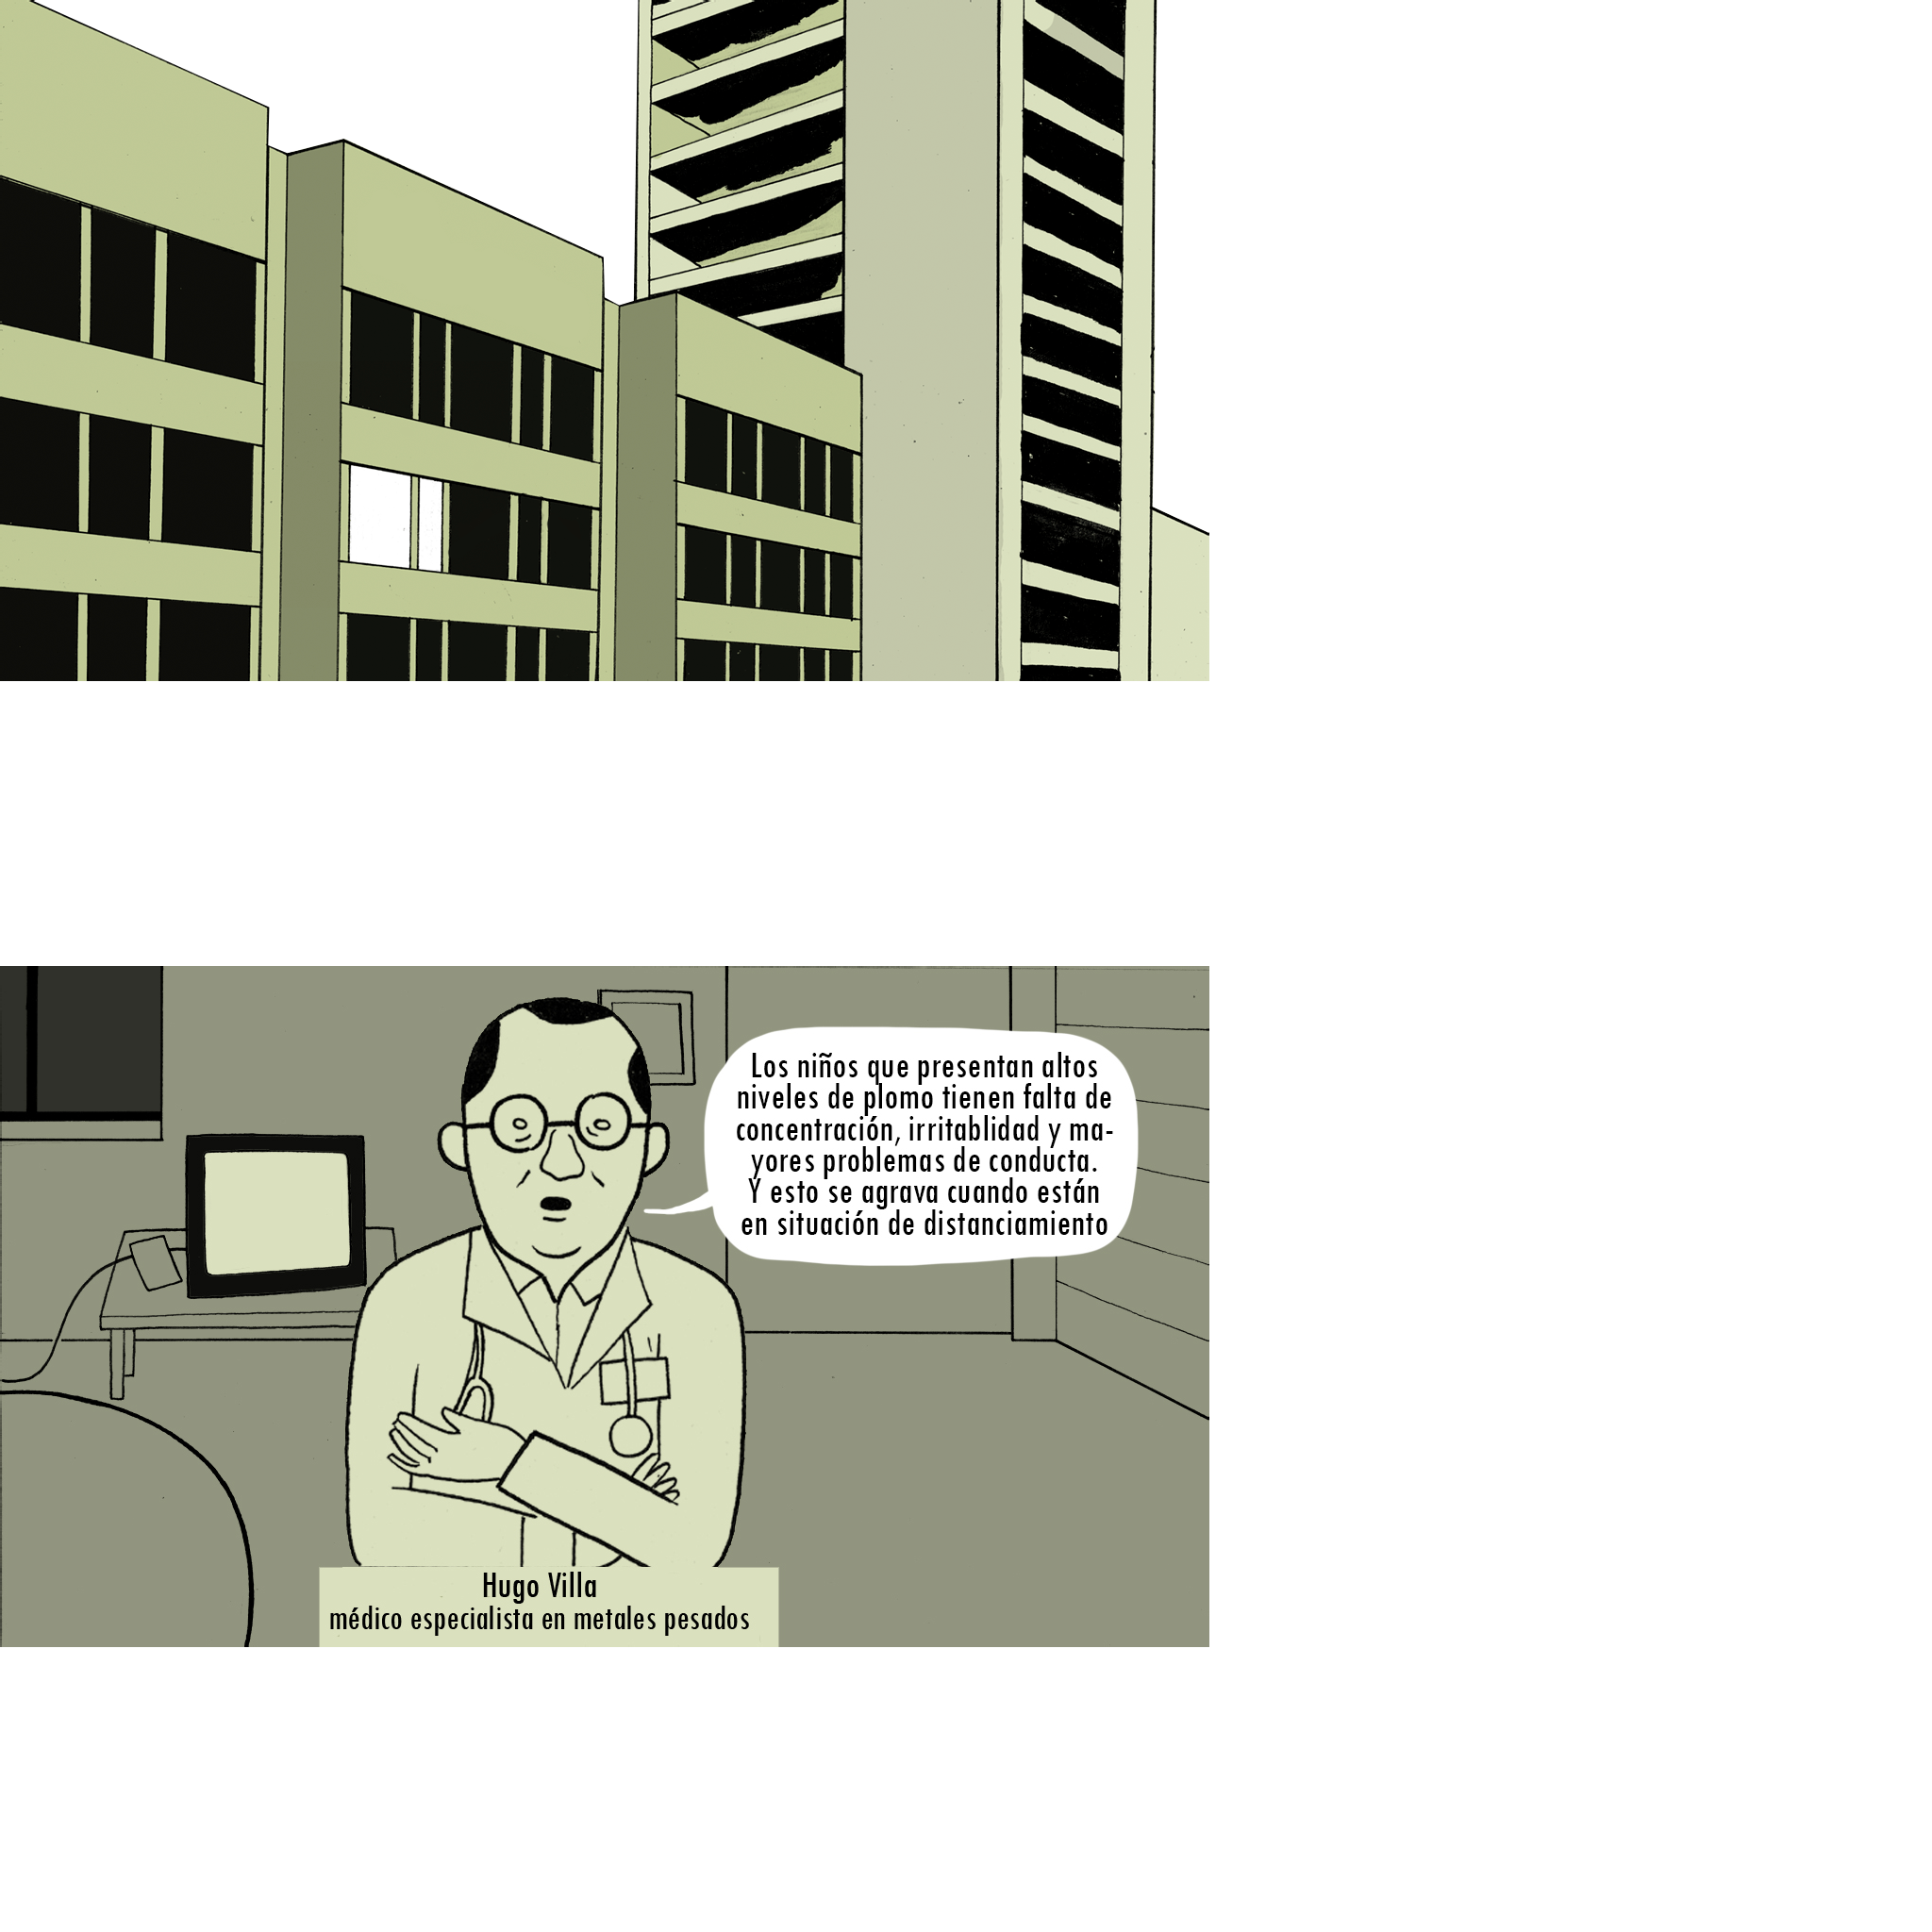 Los niños que presentan altos
niveles de plomo tienen falta de
concentración, irritablidad y ma-
yores problemas de conducta.
Y esto se agrava cuando están
en situación de distanciamiento
Hugo Villa
médico especialista en metales pesados